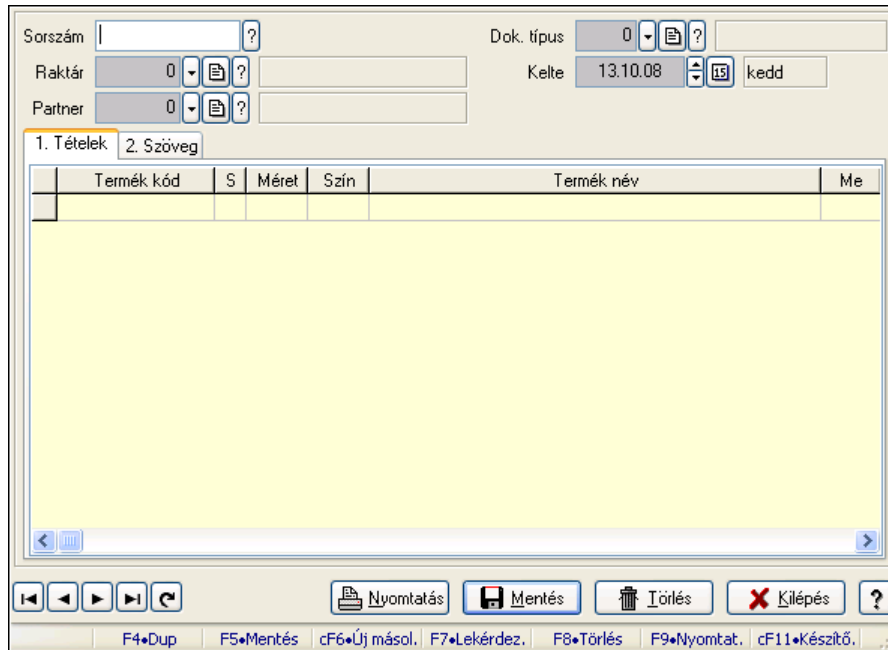 Sorszám ? Dok. típus 0 ?
Raktár 0 ? Kelte 13.10.08 15 kedd
Partner 0 ?
1. Tételek 2. Szöveg
Termék kód S Méret Szín Termék név Me
Nyomtatás Mentés Törlés Kilépés ?
F4•Dup F5•Mentés cF6•Új másol. F7•Lekérdez. F8•Törlés F9•Nyomtat. cF11•Készítő.